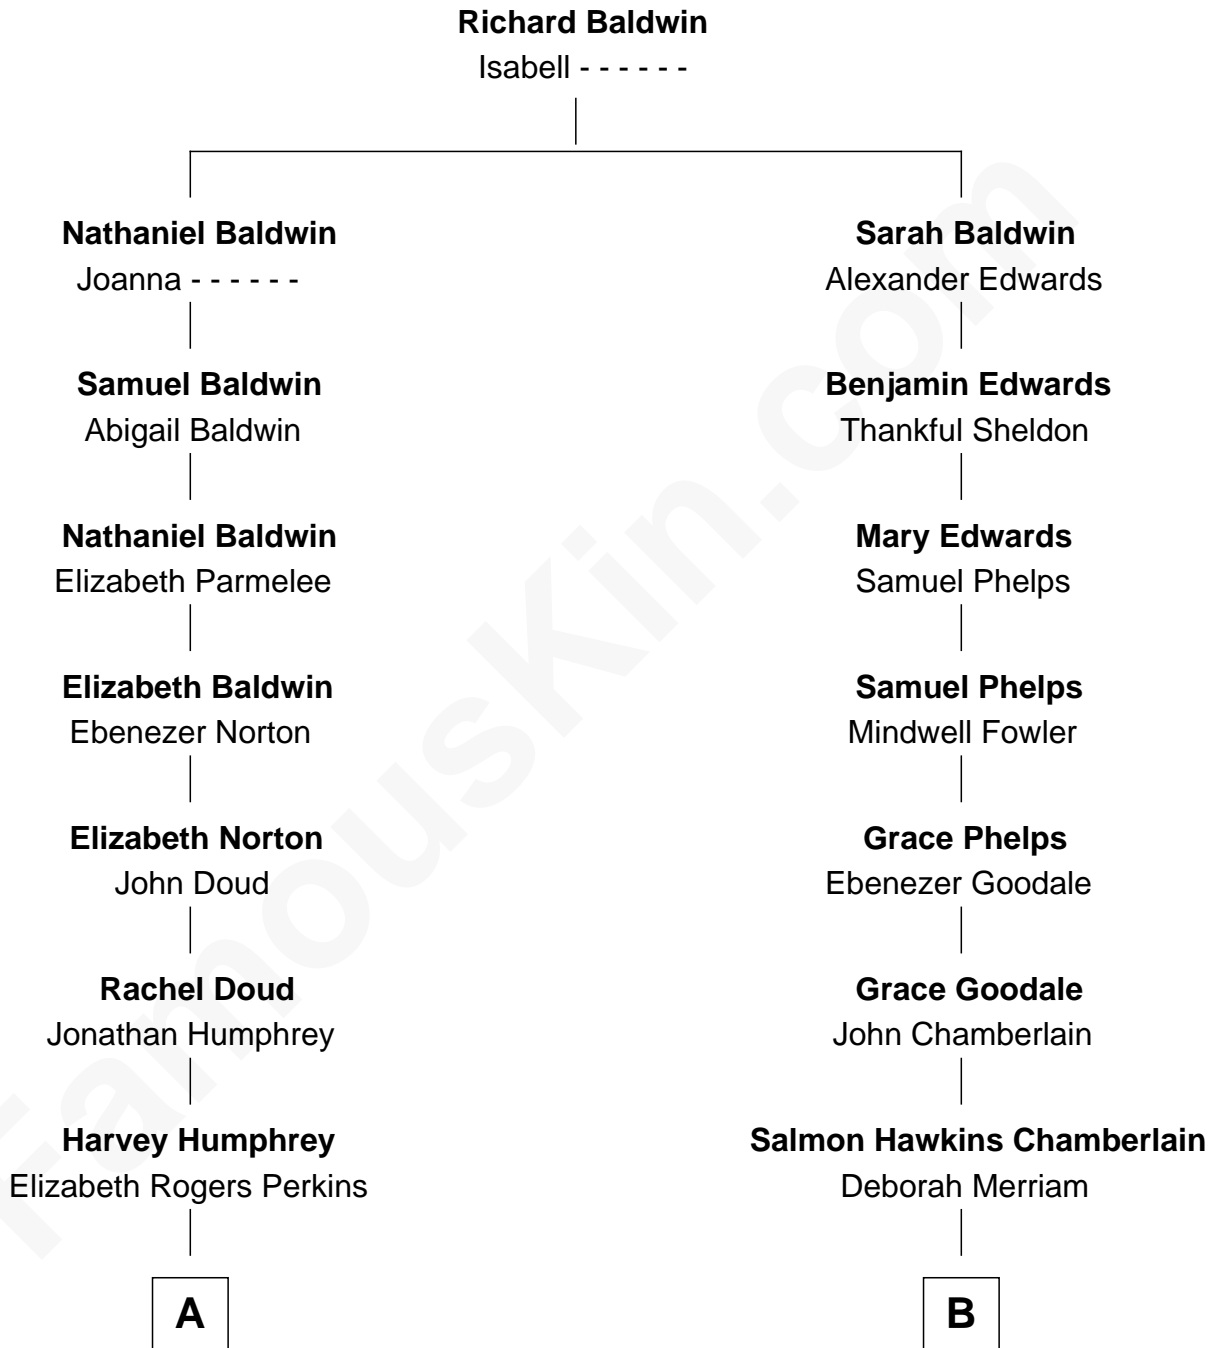 Richard Baldwin
Isabell - - - - - -
Nathaniel Baldwin
Joanna - - - - - -
Sarah Baldwin
Alexander Edwards
Samuel Baldwin
Abigail Baldwin
Benjamin Edwards
Thankful Sheldon
Nathaniel Baldwin
Elizabeth Parmelee
Mary Edwards
Samuel Phelps
Elizabeth Baldwin
Ebenezer Norton
Samuel Phelps
Mindwell Fowler
Elizabeth Norton
John Doud
Grace Phelps
Ebenezer Goodale
Rachel Doud
Jonathan Humphrey
Grace Goodale
John Chamberlain
Harvey Humphrey
Elizabeth Rogers Perkins
Salmon Hawkins Chamberlain
Deborah Merriam
A
B
FamousKin.com